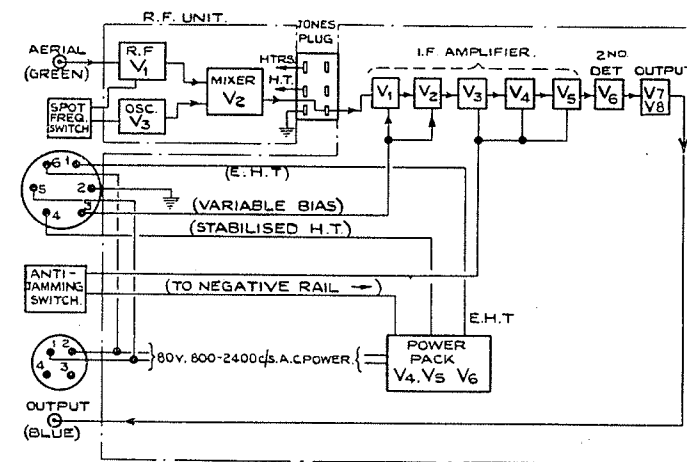 R.F. UNIT.
JONES
PLUG
AERIAL
(GREEN)
R.F
V1
MIXER
V2
OSC.
V3
SPOT
FREQ.
SWITCH
HTRS.
H.T.
I.F. AMPLIFIER.
V1
V2
V3
V4
V5
2ND.
DET
V6
OUTPUT
V7
V8
6
1
5
2
4
3
(E.H.T)
(VARIABLE BIAS)
(STABILISED H.T.)
ANTI-
JAMMING
SWITCH.
(TO NEGATIVE RAIL →)
E.H.T
1 2
4 3
}80V. 800-2400 c/s. A.C. POWER.{
POWER
PACK
V4. V5 V6
OUTPUT
(BLUE)